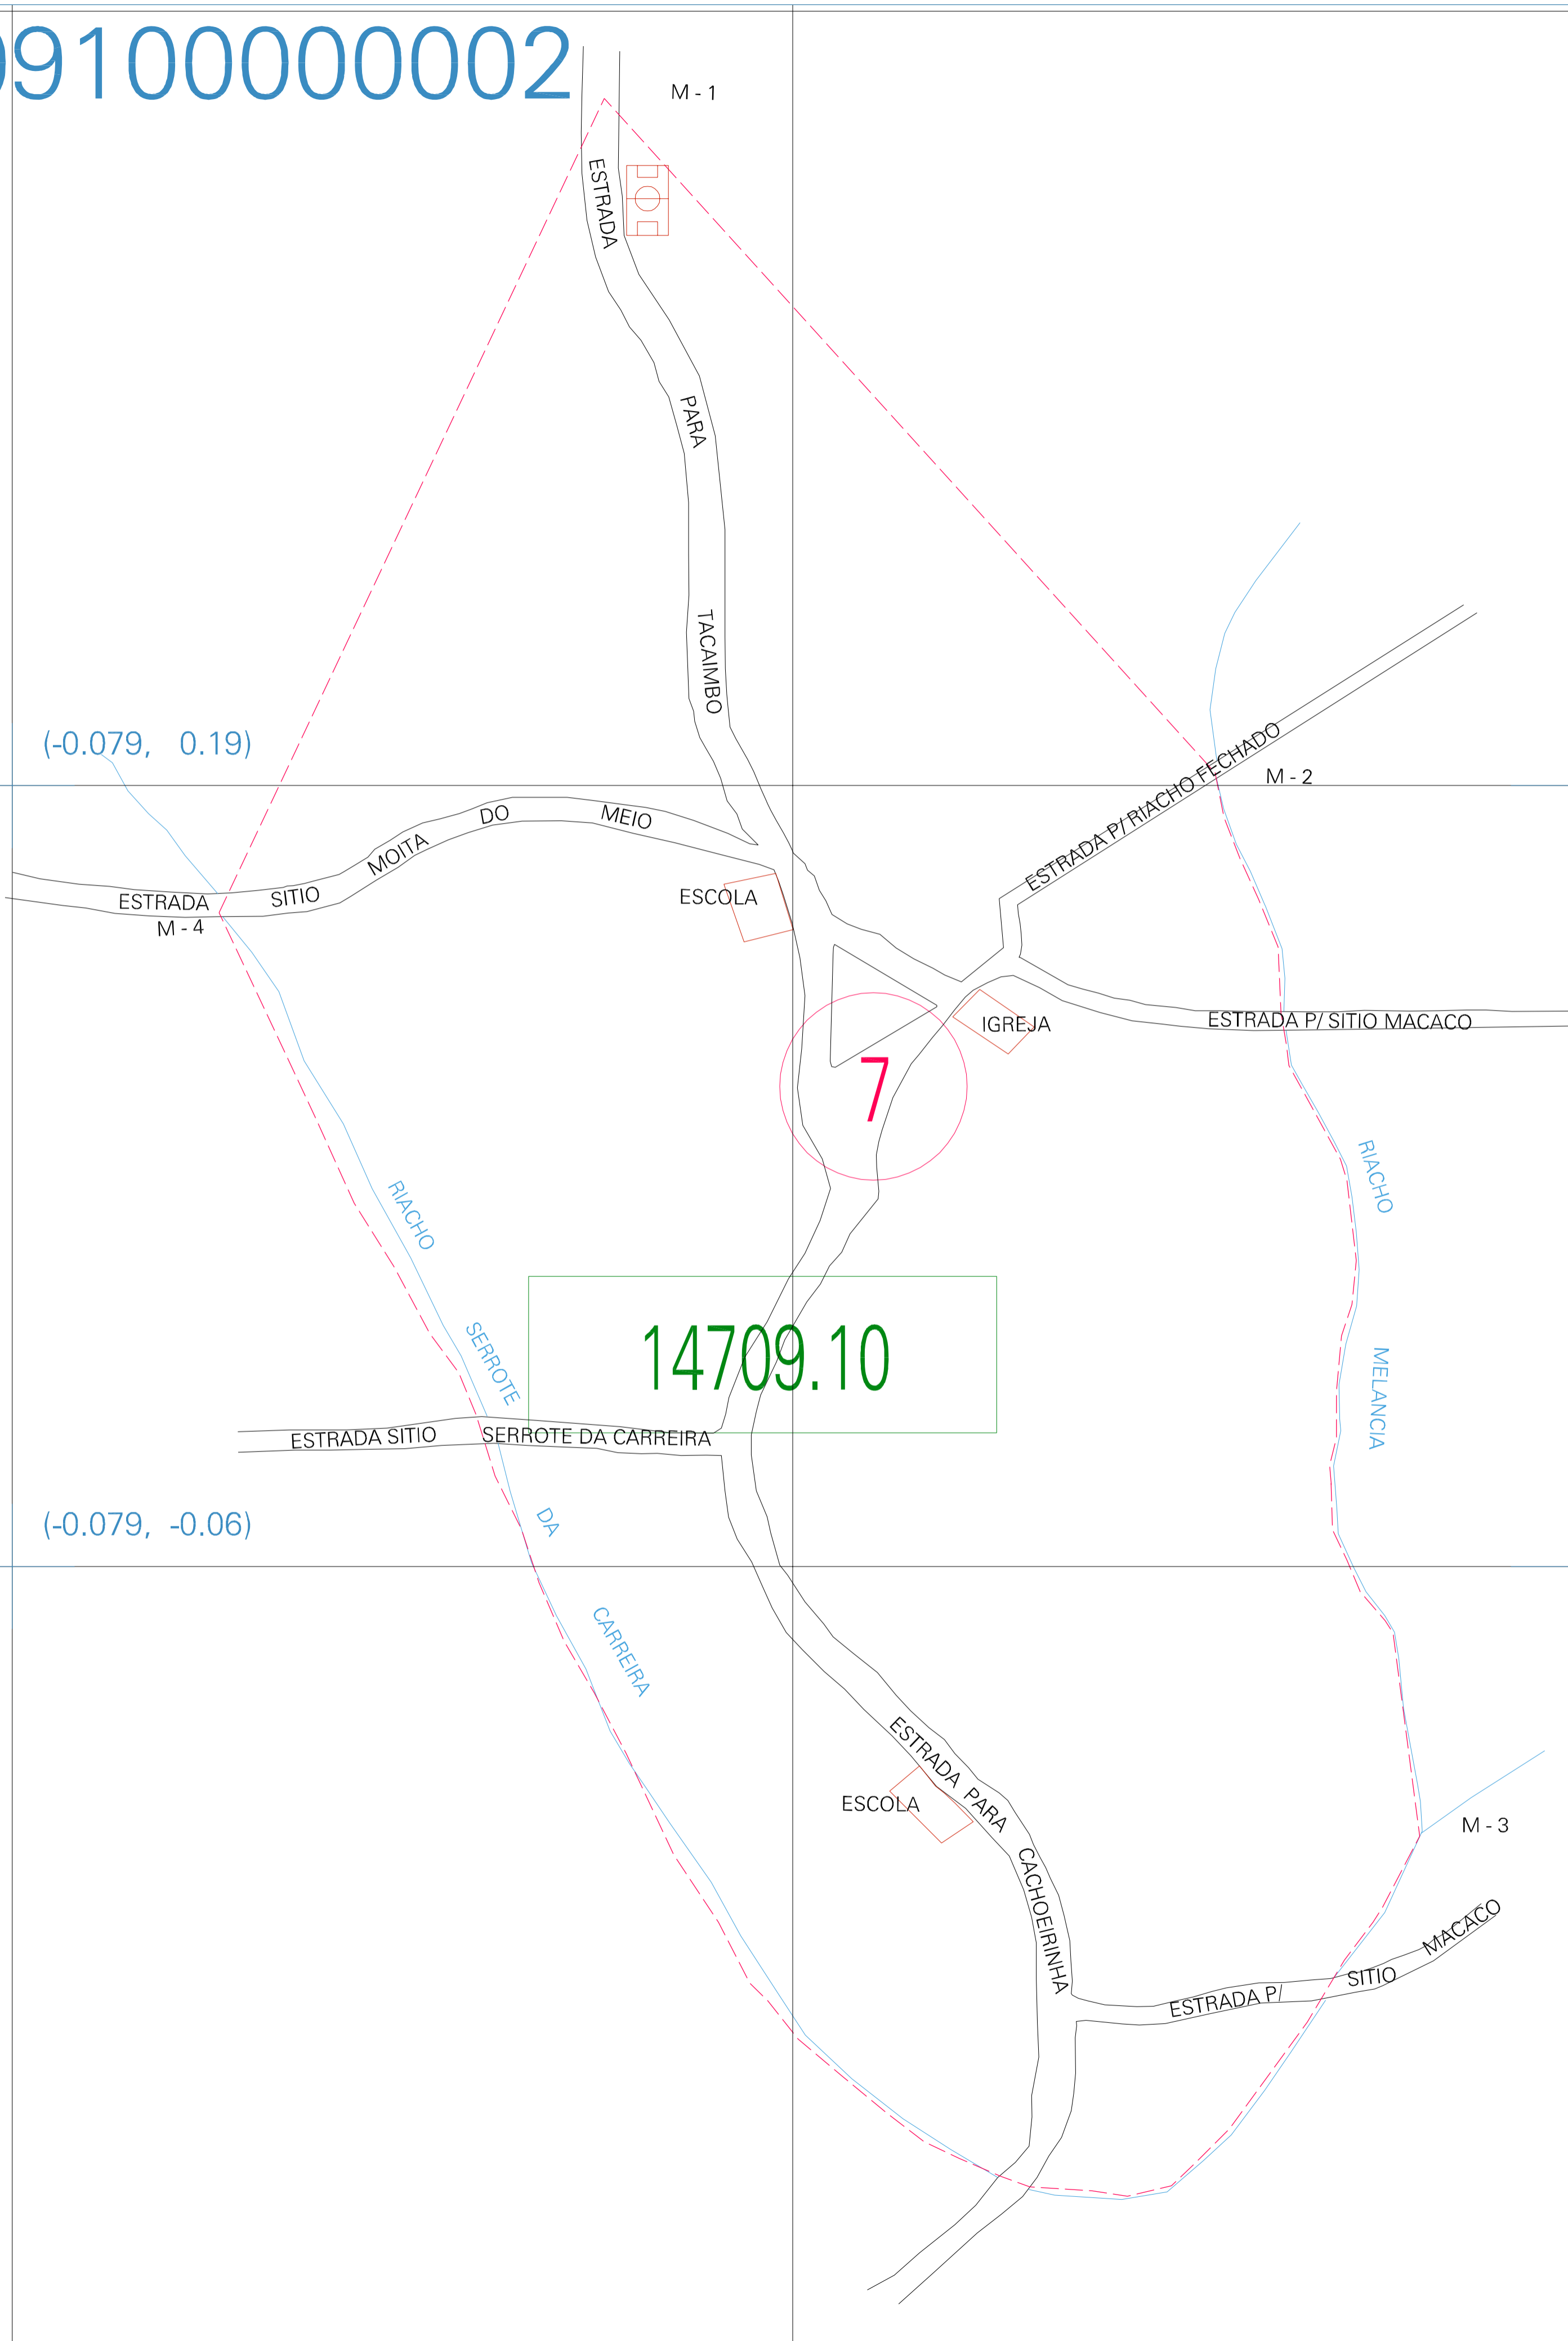 9100000002
M - 1
ESTRADA PARA TACAIMBO
(-0.079, 0.19)
ESTRADA P/ RIACHO FECHADO
M - 2
ESTRADA SITIO MOITA DO MEIO
M - 4
ESCOLA
IGREJA
ESTRADA P/ SITIO MACACO
7
RIACHO MELANCIA
RIACHO SERROTE DA CARREIRA
14709.10
ESTRADA SITIO SERROTE DA CARREIRA
(-0.079, -0.06)
ESTRADA PARA CACHOEIRINHA
ESCOLA
M - 3
ESTRADA P/ SITIO MACACO